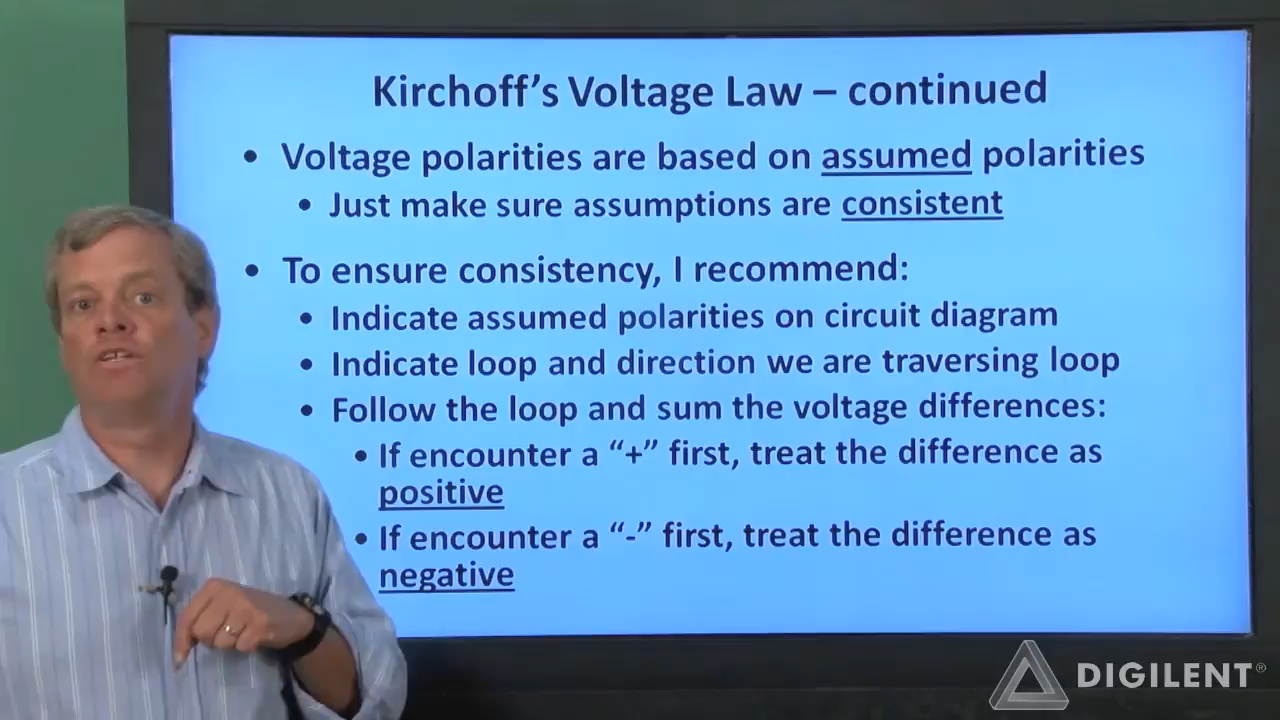 Kirchoff’s Voltage Law – continued
• Voltage polarities are based on assumed polarities
• Just make sure assumptions are consistent
• To ensure consistency, I recommend:
• Indicate assumed polarities on circuit diagram
• Indicate loop and direction we are traversing loop
• Follow the loop and sum the voltage differences:
• If encounter a “+” first, treat the difference as
positive
• If encounter a “-” first, treat the difference as
negative
DIGILENT®